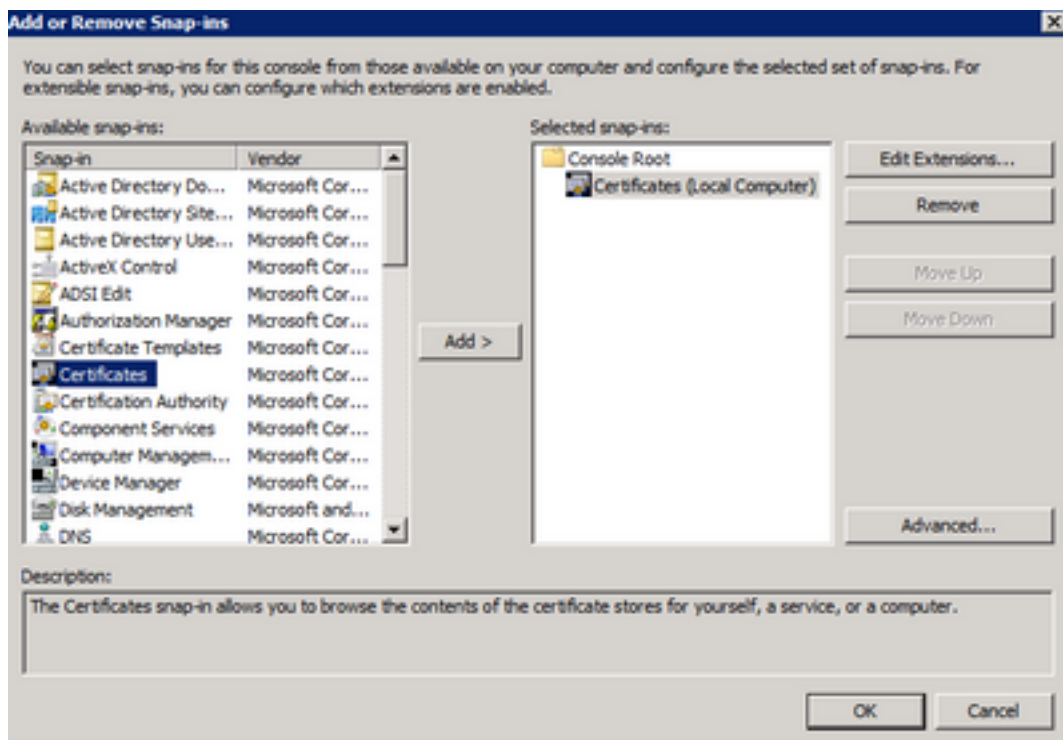 Add or Remove Snap-ins
You can select snap-ins for this console from those available on your computer and configure the selected set of snap-ins. For
extensible snap-ins, you can configure which extensions are enabled.
Available snap-ins:
Snap-in Vendor
Active Directory Do... Microsoft Cor...
Active Directory Site... Microsoft Cor...
Active Directory Use... Microsoft Cor...
ActiveX Control Microsoft Cor...
ADSI Edit Microsoft Cor...
Authorization Manager Microsoft Cor...
Certificate Templates Microsoft Cor...
Certificates Microsoft Cor...
Certification Authority Microsoft Cor...
Component Services Microsoft Cor...
Computer Managem... Microsoft Cor...
Device Manager Microsoft Cor...
Disk Management Microsoft and...
DNS Microsoft Cor...
Add >
Selected snap-ins:
Console Root
Certificates (Local Computer)
Edit Extensions...
Remove
Move Up
Move Down
Advanced...
Description:
The Certificates snap-in allows you to browse the contents of the certificate stores for yourself, a service, or a computer.
OK Cancel